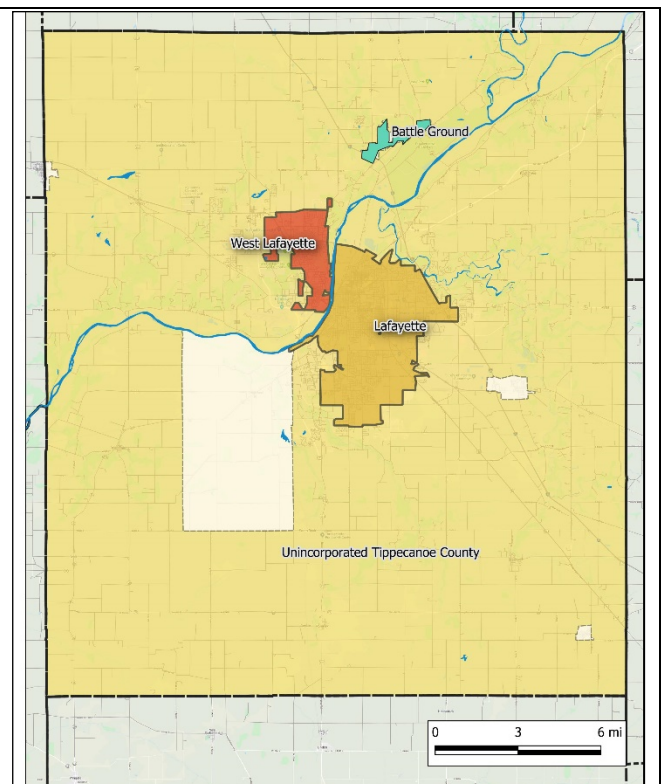 Battle Ground
West Lafayette
Lafayette
Unincorporated Tippecanoe County
0 3 6 mi